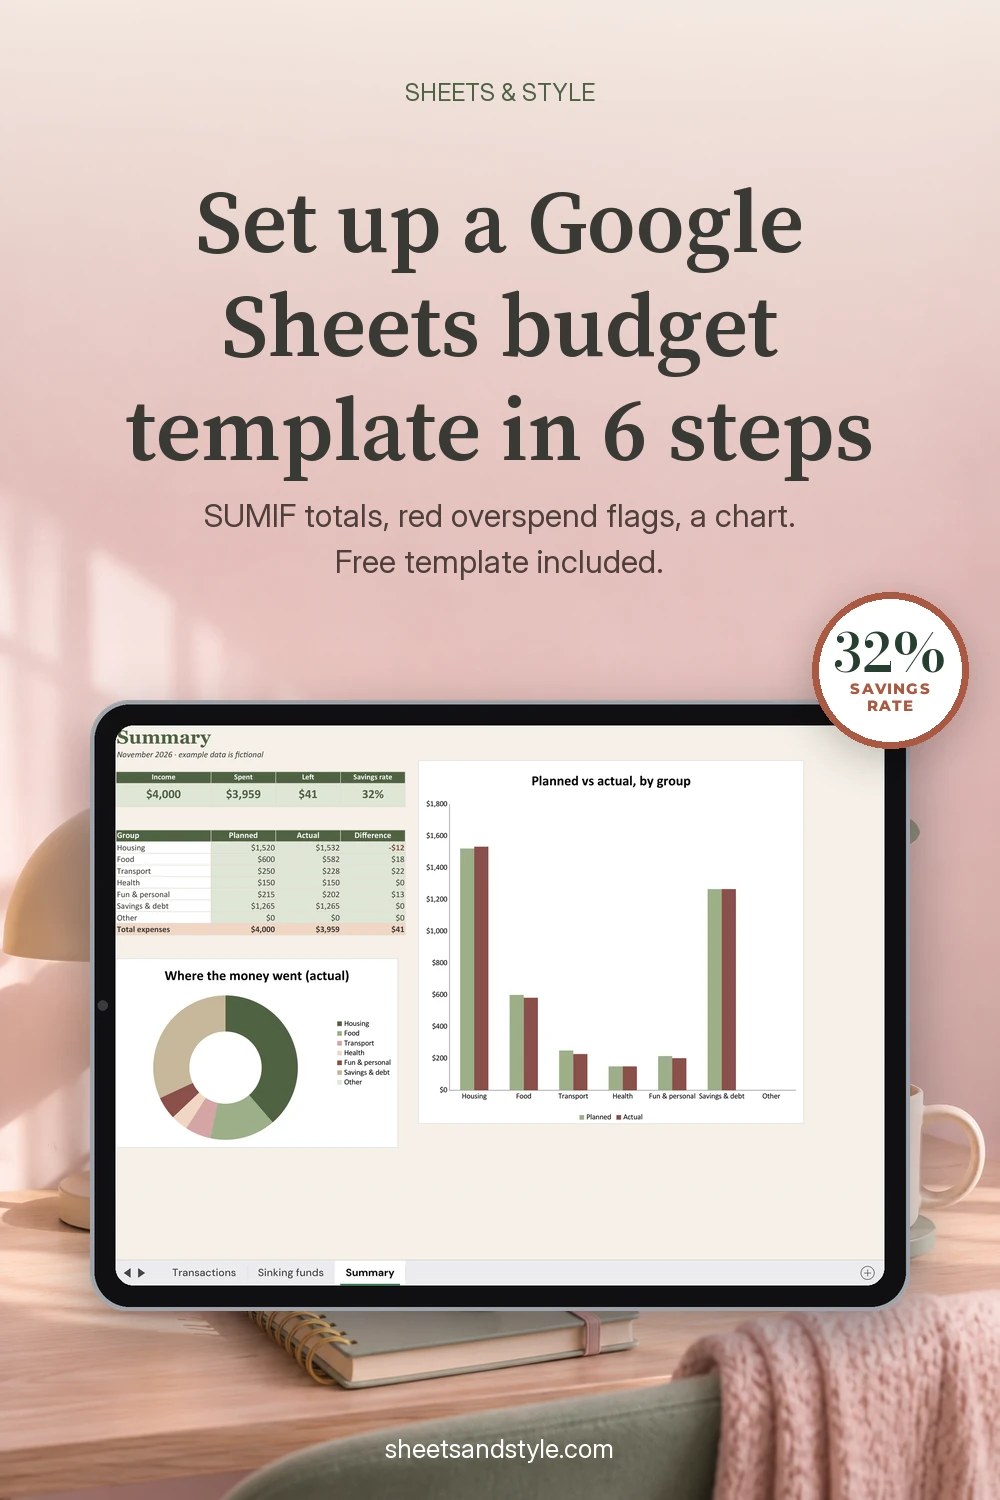 SHEETS & STYLE
Set up a Google
Sheets budget
template in 6 steps
SUMIF totals, red overspend flags, a chart.
Free template included.
32%
SAVINGS
RATE
Summary
November 2026 · example data is fictional
Income Spent Left Savings rate
$4,000 $3,959 $41 32%
Group Planned Actual Difference
Housing $1,520 $1,532 -$12
Food $600 $582 $18
Transport $250 $228 $22
Health $150 $150 $0
Fun & personal $215 $202 $13
Savings & debt $1,265 $1,265 $0
Other $0 $0 $0
Total expenses $4,000 $3,959 $41
Where the money went (actual)
Housing
Food
Transport
Health
Fun & personal
Savings & debt
Other
Planned vs actual, by group
$1,800
$1,600
$1,400
$1,200
$1,000
$800
$600
$400
$200
$0
Housing Food Transport Health Fun & personal Savings & debt Other
Planned Actual
Transactions Sinking funds Summary
sheetsandstyle.com